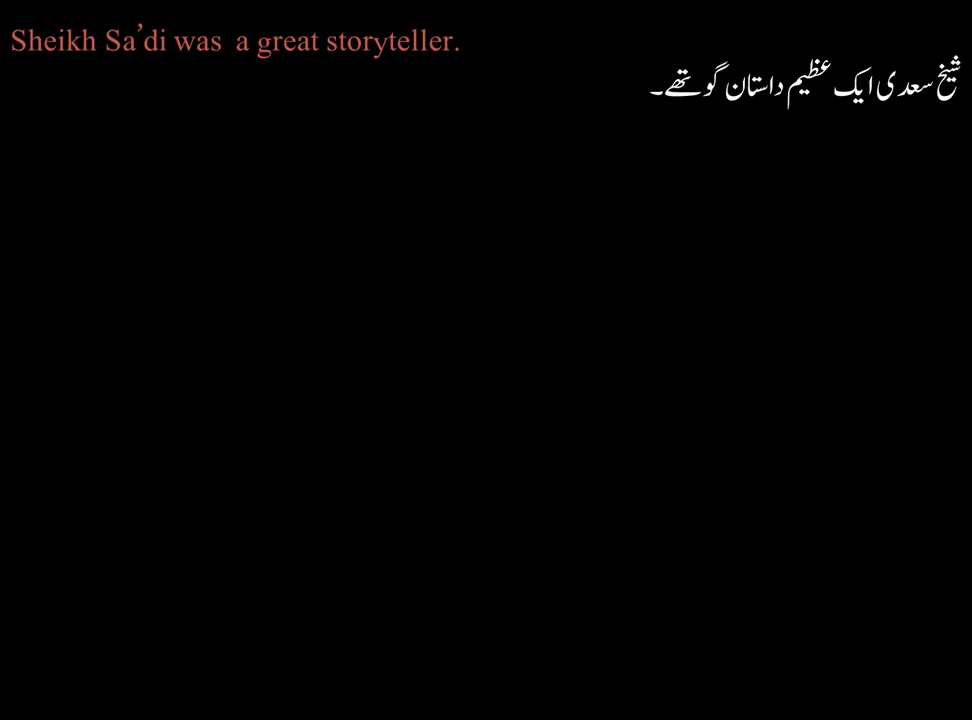 Sheikh Sa’di was a great storyteller.
شیخ سعدی ایک عظیم داستان گو تھے۔